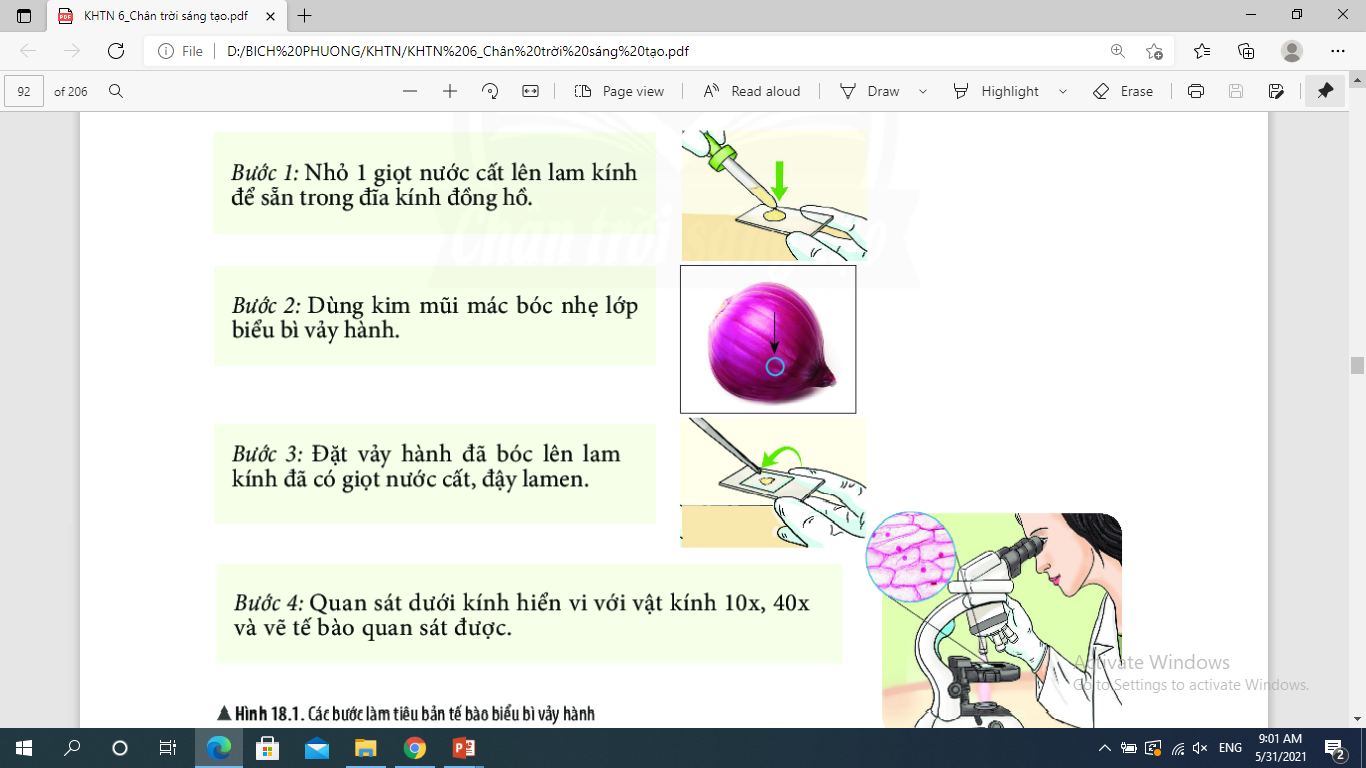 KHTN 6_Chân trời sáng tạo.pdf
File
D:/BICH%20PHUONG/KHTN/KHTN%206_Chân%20trời%20sáng%20tạo.pdf
92 of 206
Page view
Read aloud
Draw
Highlight
Erase
Chân trời sáng tạo
Bước 1: Nhỏ 1 giọt nước cất lên lam kính
để sẵn trong đĩa kính đồng hồ.
Bước 2: Dùng kim mũi mác bóc nhẹ lớp
biểu bì vảy hành.
Bước 3: Đặt vảy hành đã bóc lên lam
kính đã có giọt nước cất, đậy lamen.
Bước 4: Quan sát dưới kính hiển vi với vật kính 10x, 40x
và vẽ tế bào quan sát được.
Hình 18.1. Các bước làm tiêu bản tế bào biểu bì vảy hành
Activate Windows
Go to Settings to activate Windows.
ENG
9:01 AM
5/31/2021
2